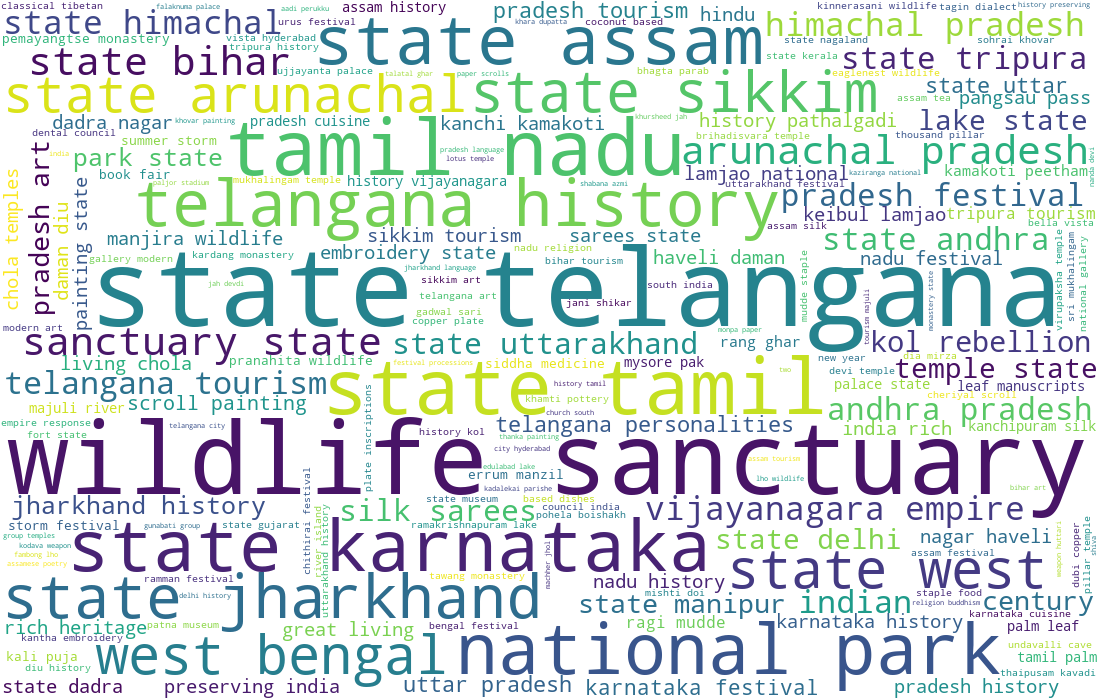 classical tibetan
falaknuma palace
aadi perukku
assam history
pradesh tourism
hindu
kinnerasani wildlife
tagin dialect
history preserving
state himachal
urus festival
khara dupatta
coconut based
himachal pradesh
pemayangtse monastery
vista hyderabad
tripura history
state assam
state nagaland
sohrai khovar
state bihar
ujjayanta palace
talatal ghar
paper scrolls
bhagta parab
state kerala
state tripura
eaglenest wildlife
state arunachal
state sikkim
state uttar
assam tea
pangsau pass
dadra nagar
khovar painting
pradesh cuisine
kanchi kamakoti
khursheed jah
history pathalgadi
lake state
dental council
summer storm
tamil nadu
pradesh language
lotus temple
brihadisvara temple
thousand pillar
arunachal pradesh
india
park state
book fair
paijor stadium
mukhalingam temple
history vijayanagara
shabana azmi
lamjao national
kaziranga national
kamakoti peetham
nanda devi
chola temples
pradesh art
daman diu
painting state
telangana history
uttarakhand festival
pradesh festival
keibul lamjao
tripura tourism
assam silk
bella vista
manjira wildlife
sikkim tourism
sarees state
state andhra
gallery modern
kardang monastery
embroidery state
nadu religion
bihar tourism
haveli daman
nadu festival
jharkhand language
sikkim art
south india
jah devdi
state telangana
telangana art
jani shikar
gadwal sari
copper plate
mudde staple
tourism majuli
monastery state
virupaksha temple
sri mukhalingam
national gallery
modern art
sanctuary state
state uttarakhand
monpa paper
rang ghar
kol rebellion
living chola
pranahita wildlife
festival processions
siddha medicine
mysore pak
new year
dia mirza
temple state
telangana tourism
state tamil
history tamil
two
devi temple
palace state
leaf manuscripts
cheriyal scroll
majuli river
scroll painting
khamti pottery
church south
andhra pradesh
empire response
fort state
telangana city
plate inscriptions
history kol
telangana personalities
thanka painting
city hyderabad
india rich
kanchipuram silk
wildlife sanctuary
edulabad lake
errum manzil
assam tourism
lho wildlife
kadalekai parishe
bihar art
jharkhand history
chithirai festival
river island
uttarakhand history
silk sarees
state museum
based dishes
council india
pohela boishakh
vijayanagara empire
storm festival
gunabati group
state gujarat
ramakrishnapuram lake
group temples
kodava weapon
tambong lho
assamese poetry
state karnataka
machher jhol
state delhi
nagar haveli
assam festival
weapon huttari
dubi copper
pillar temple
shiva
state west
ramman festival
tawang monastery
nadu history
staple food
religion buddhism
state jharkhand
delhi history
mishti doi
state manipur
indian
century
karnataka cuisine
palm leaf
rich heritage
patna museum
great living
bengal festival
ragi mudde
karnataka history
kantha embroidery
undavalli cave
kali puja
west bengal
national park
tamil palm
diu history
thaipusam kavadi
state dadra
preserving india
uttar pradesh
karnataka festival
pradesh history